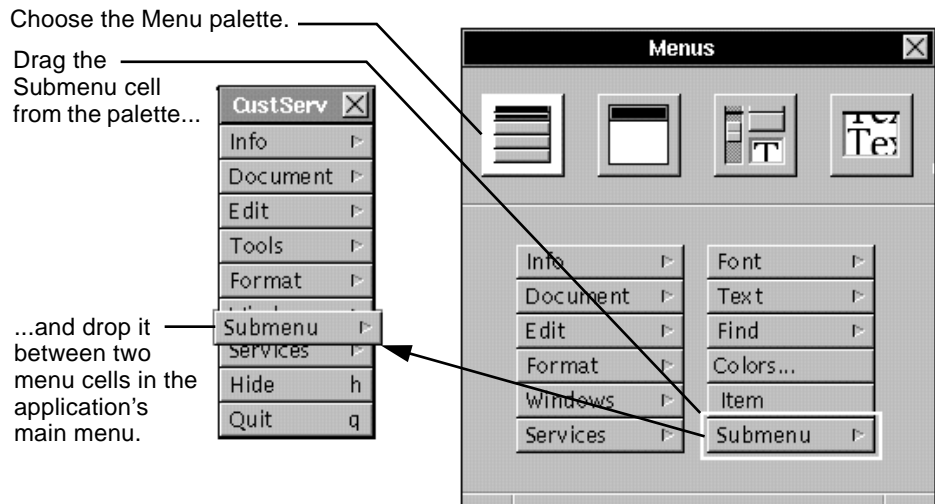 Choose the Menu palette.
Drag the
Submenu cell
from the palette...
...and drop it
between two
menu cells in the
application's
main menu.
CustServ
Info
Document
Edit
Tools
Format
Submenu
Services
Hide h
Quit q
Menus
T
Text
Info
Document
Edit
Format
Windows
Services
Font
Text
Find
Colors...
Item
Submenu